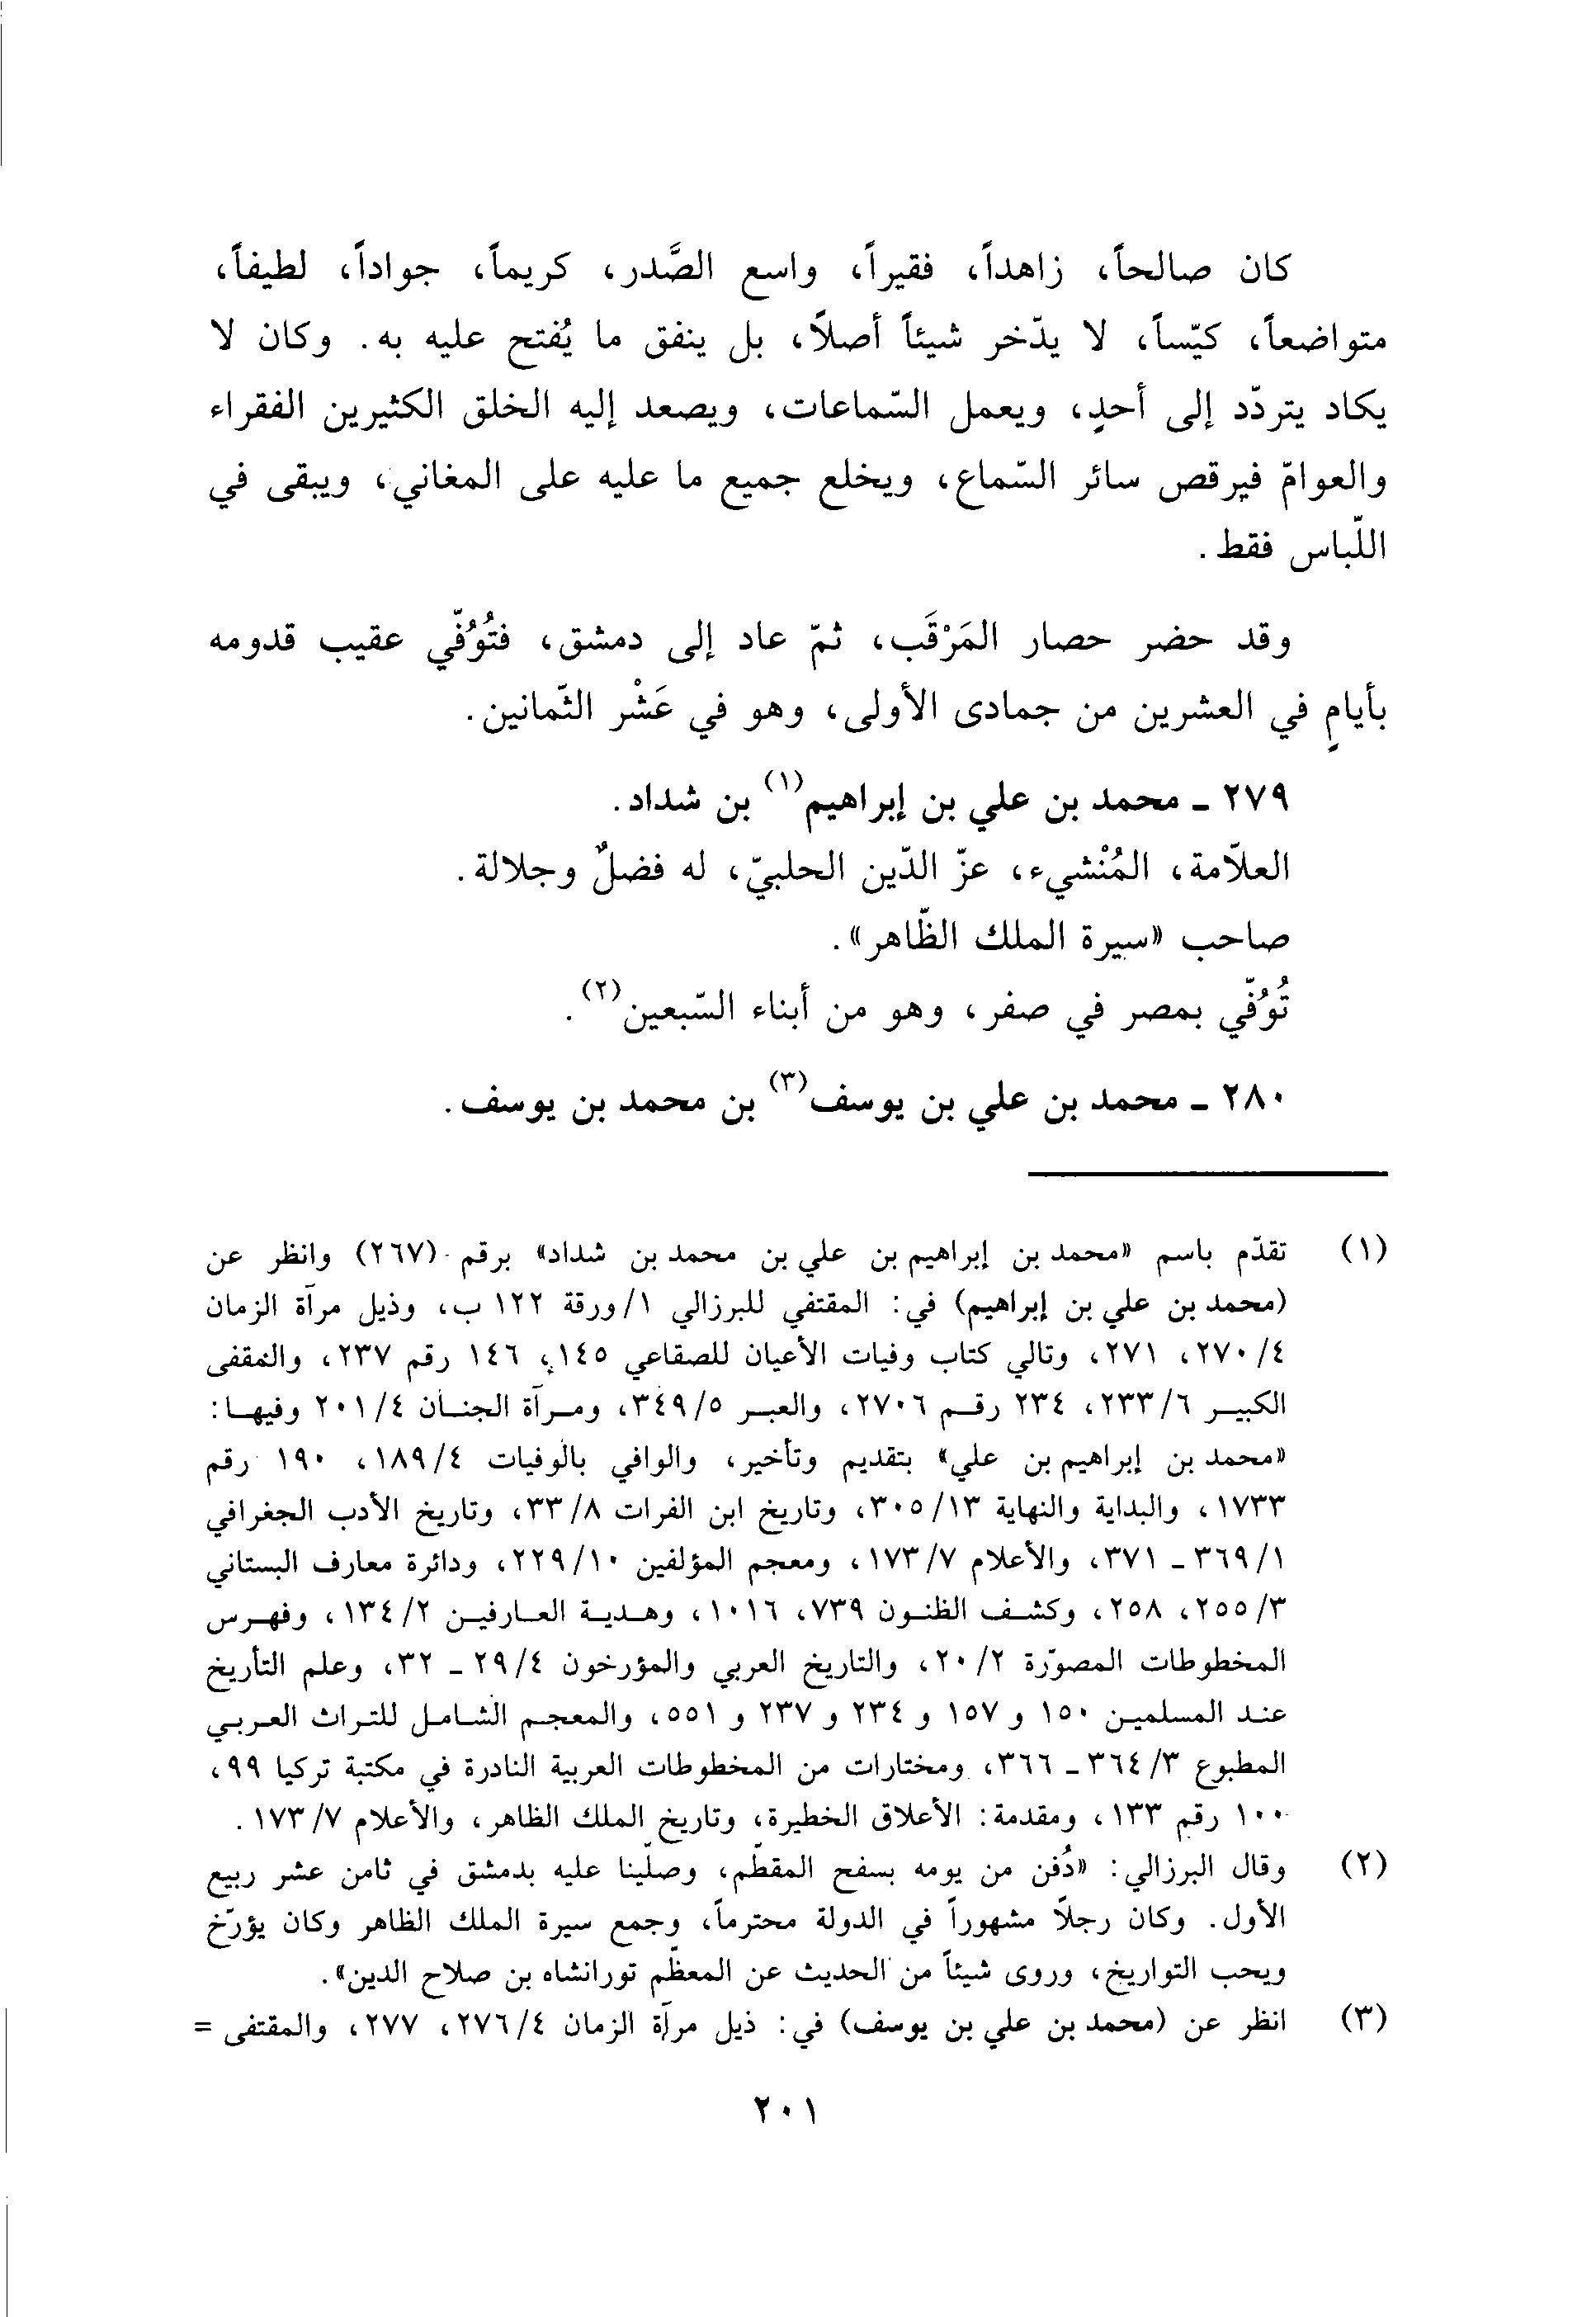 كان صالحاً، زاهداً، فقيراً، واسع الصَّدر، كريماً، جواداً، لطيفاً،
متواضعاً، كيّساً، لا يدّخر شيئاً أصلاً، بل ينفق ما يُفتح عليه به. وكان لا
يكاد يتردّد إلى أحدٍ، ويعمل السّماعات، ويصعد إليه الخلق الكثيرين الفقراء
والعوامّ فيرقص سائر السّماع، ويخلع جميع ما عليه على المغاني، ويبقى في
اللّباس فقط.
وقد حضر حصار المَرْقَب، ثمّ عاد إلى دمشق، فتُوُفّي عقيب قدومه
بأيامٍ في العشرين من جمادى الأولى، وهو في عَشْر الثّمانين.
٢٧٩ ـ محمد بن علي بن إبراهيم(١) بن شداد.
العلاّمة، المُنْشيء، عزّ الدّين الحلبيّ، له فضلٌ وجلالة.
صاحب «سيرة الملك الظّاهر».
تُوُفّي بمصر في صفر، وهو من أبناء السّبعين(٢).
٢٨٠ ـ محمد بن علي بن يوسف(٣) بن محمد بن يوسف.
(١) تقدّم باسم «محمد بن إبراهيم بن علي بن محمد بن شداد» برقم (٢٦٧) وانظر عن
(محمد بن علي بن إبراهيم) في: المقتفي للبرزالي ١/ورقة ١٢٢ ب، وذيل مرآة الزمان
٤/٢٧٠، ٢٧١، وتالي كتاب وفيات الأعيان للصقاعي ١٤٥، ١٤٦ رقم ٢٣٧، والمقفى
الكبير ٦/٢٣٣، ٢٣٤ رقم ٢٧٠٦، والعبر ٥/٣٤٩، ومرآة الجنان ٤/٢٠١ وفيها:
«محمد بن إبراهيم بن علي» بتقديم وتأخير، والوافي بالوفيات ٤/١٨٩، ١٩٠ رقم
١٧٣٣، والبداية والنهاية ١٣/٣٠٥، وتاريخ ابن الفرات ٨/٣٣، وتاريخ الأدب الجغرافي
١/٣٦٩ ـ ٣٧١، والأعلام ٧/١٧٣، ومعجم المؤلفين ١٠/٢٢٩، ودائرة معارف البستاني
٣/٢٥٥، ٢٥٨، وكشف الظنون ٧٣٩، ١٠١٦، وهدية العارفين ٢/١٣٤، وفهرس
المخطوطات المصوّرة ٢/٢٠، والتاريخ العربي والمؤرخون ٤/٢٩ ـ ٣٢، وعلم التأريخ
عند المسلمين ١٥٠ و ١٥٧ و ٢٣٤ و ٢٣٧ و ٥٥١، والمعجم الشامل للتراث العربي
المطبوع ٣/٣٦٤ ـ ٣٦٦، ومختارات من المخطوطات العربية النادرة في مكتبة تركيا ٩٩،
١٠٠ رقم ١٣٣، ومقدمة: الأعلاق الخطيرة، وتاريخ الملك الظاهر، والأعلام ٧/١٧٣.
(٢) وقال البرزالي: «دُفن من يومه بسفح المقطّم، وصلّينا عليه بدمشق في ثامن عشر ربيع
الأول. وكان رجلاً مشهوراً في الدولة محترماً، وجمع سيرة الملك الظاهر وكان يؤرّخ
ويحب التواريخ، وروى شيئاً من الحديث عن المعظّم تورانشاه بن صلاح الدين».
(٣) انظر عن (محمد بن علي بن يوسف) في: ذيل مرآة الزمان ٤/٢٧٦، ٢٧٧، والمقتفى =
٢٠١